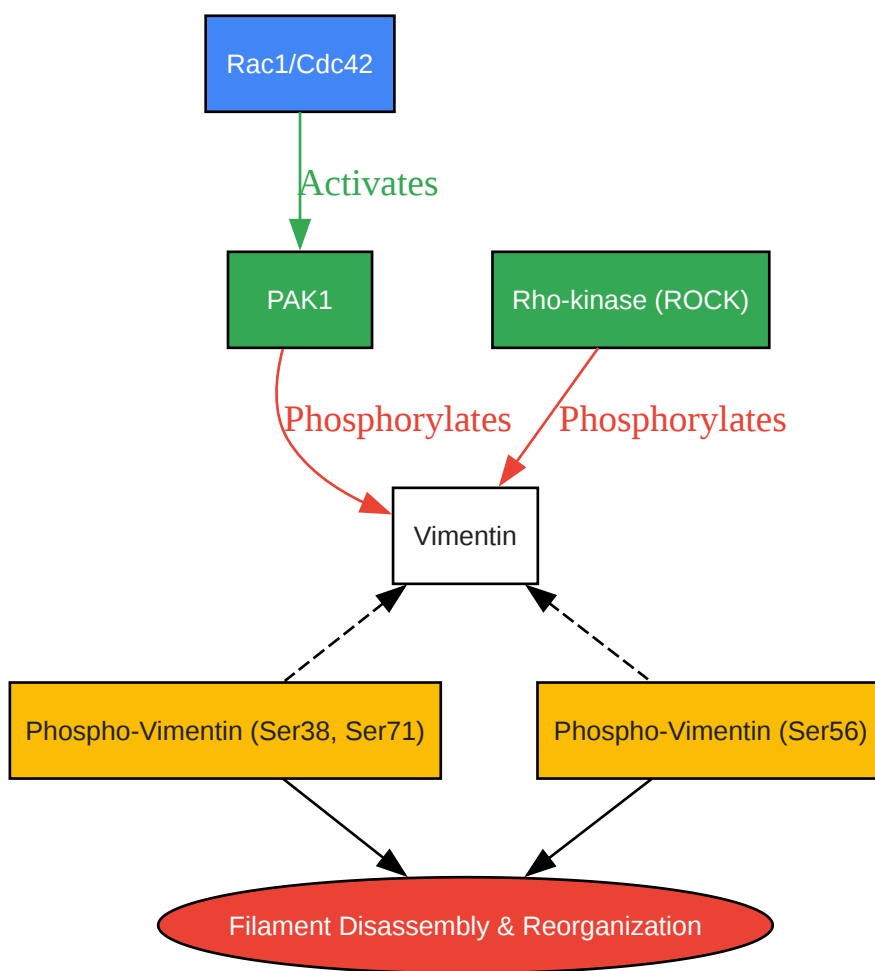 Rac1/Cdc42
Activates
PAK1
Rho-kinase (ROCK)
Phosphorylates
Phosphorylates
Vimentin
Phospho-Vimentin (Ser38, Ser71)
Phospho-Vimentin (Ser56)
Filament Disassembly & Reorganization